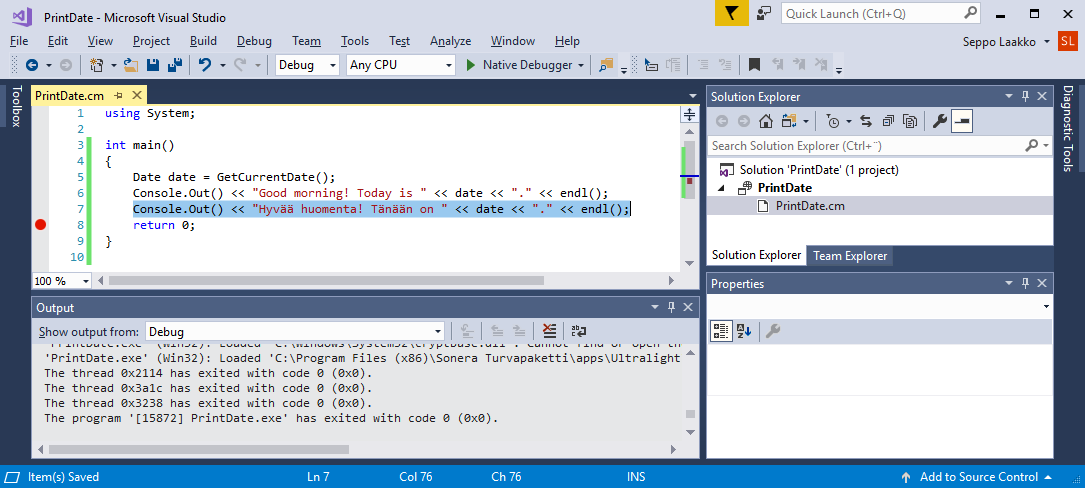 PrintDate - Microsoft Visual Studio
Quick Launch (Ctrl+Q)
File Edit View Project Build Debug Team Tools Test Analyze Window Help
Seppo Laakko SL
Debug Any CPU Native Debugger
Toolbox
PrintDate.cm
1 using System;
2
3 int main()
4 {
5 Date date = GetCurrentDate();
6 Console.Out() << "Good morning! Today is " << date << "." << endl();
7 Console.Out() << "Hyvää huomenta! Tänään on " << date << "." << endl();
8 return 0;
9 }
10
100 %
Output
Show output from: Debug
'PrintDate.exe' (Win32): Loaded 'C:\Windows\System32\cryptbase.dll'. Cannot find or open th
'PrintDate.exe' (Win32): Loaded 'C:\Program Files (x86)\Sonera Turvapaketti\apps\Ultralight
The thread 0x2114 has exited with code 0 (0x0).
The thread 0x3a1c has exited with code 0 (0x0).
The thread 0x3238 has exited with code 0 (0x0).
The program '[15872] PrintDate.exe' has exited with code 0 (0x0).
Solution Explorer
Search Solution Explorer (Ctrl+¨)
Solution 'PrintDate' (1 project)
PrintDate
PrintDate.cm
Solution Explorer Team Explorer
Properties
Diagnostic Tools
Item(s) Saved Ln 7 Col 76 Ch 76 INS Add to Source Control